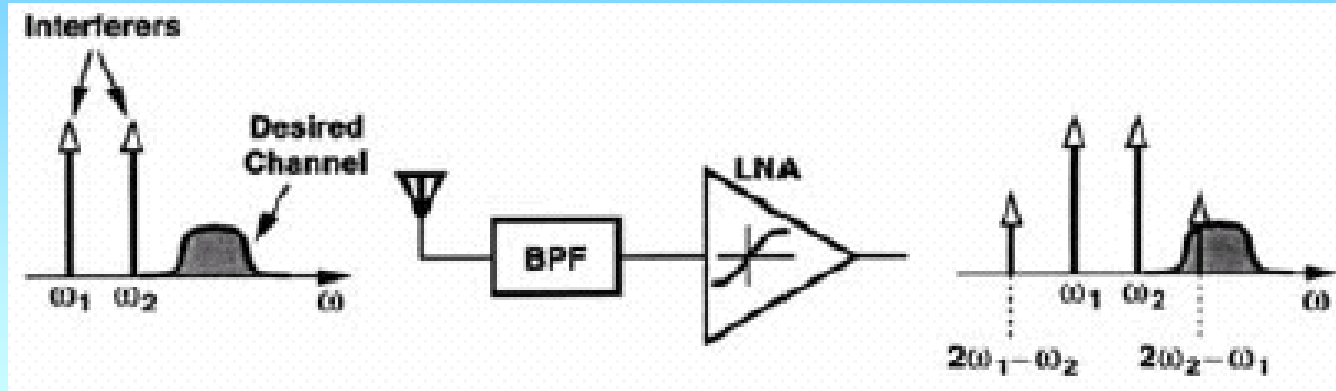 Interferers
Desired
Channel
ω₁ ω₂ ω
BPF
LNA
ω₁ ω₂ ω
2ω₁−ω₂ 2ω₂−ω₁